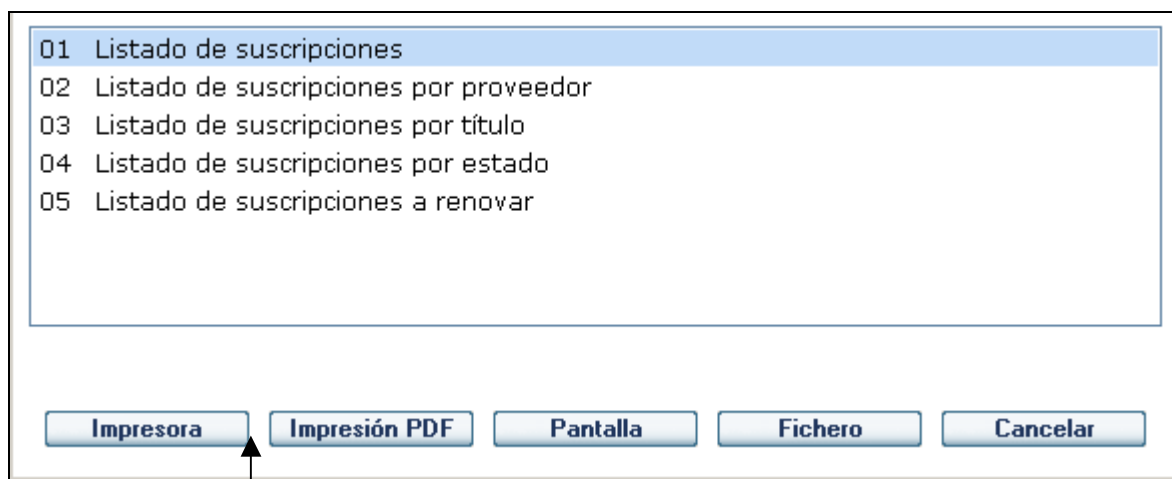 01 Listado de suscripciones
02 Listado de suscripciones por proveedor
03 Listado de suscripciones por título
04 Listado de suscripciones por estado
05 Listado de suscripciones a renovar
Impresora Impresión PDF Pantalla Fichero Cancelar